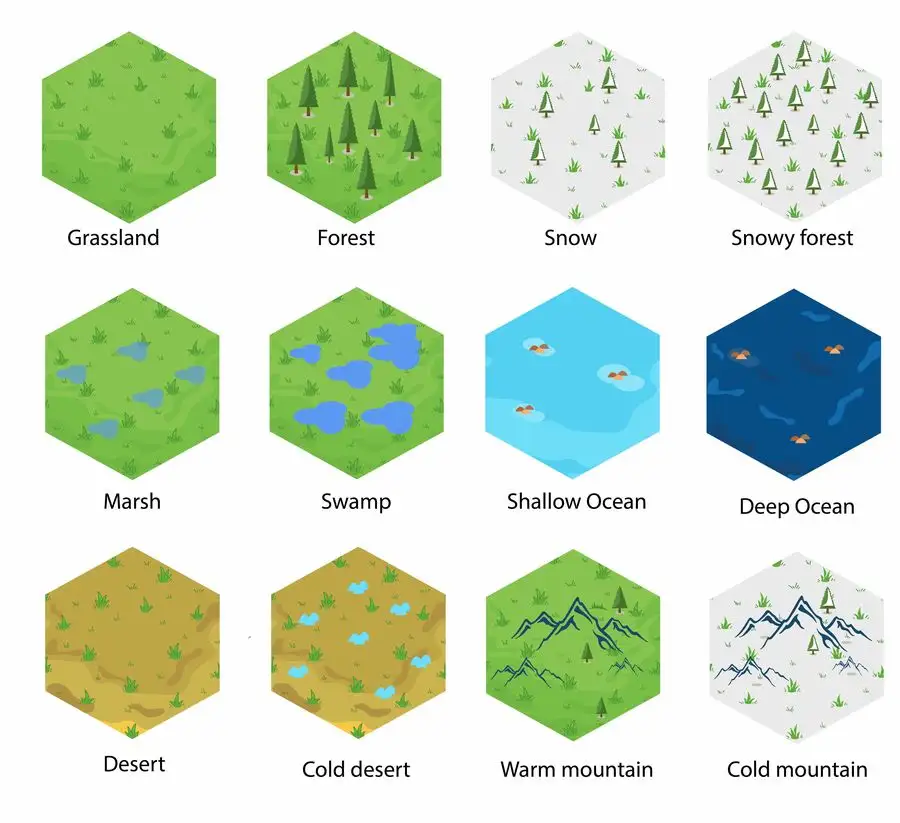 Grassland
Forest
Snow
Snowy forest
Marsh
Swamp
Shallow Ocean
Deep Ocean
Desert
Cold desert
Warm mountain
Cold mountain